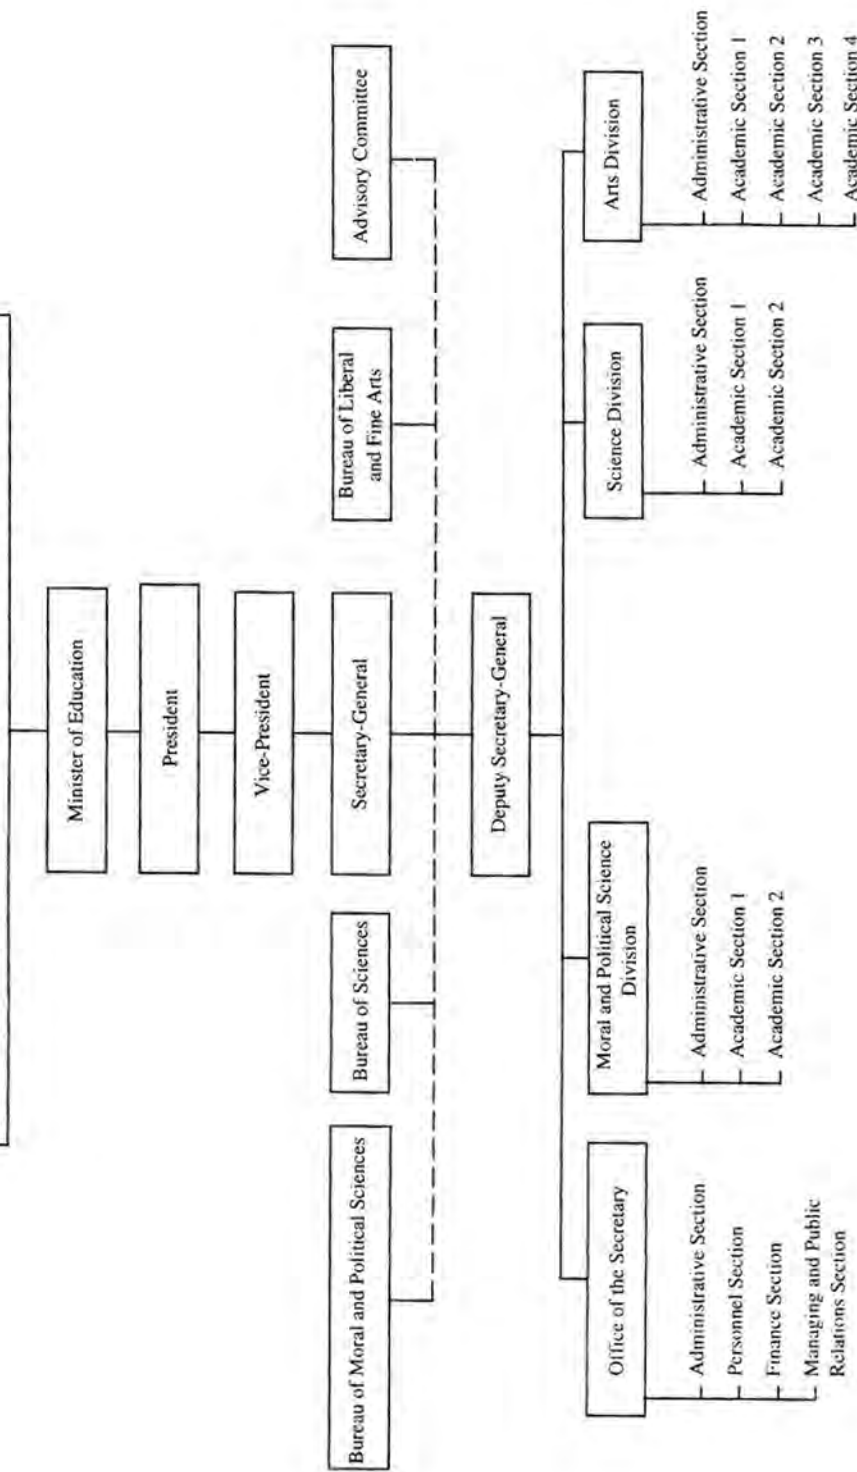 Minister of Education
President
Vice-President
Bureau of Moral and Political Sciences
Bureau of Sciences
Secretary-General
Bureau of Liberal
and Fine Arts
Advisory Committee
Deputy Secretary-General
Office of the Secretary
Administrative Section
Personnel Section
Finance Section
Managing and Public
Relations Section
Moral and Political Science
Division
Administrative Section
Academic Section 1
Academic Section 2
Science Division
Administrative Section
Academic Section 1
Academic Section 2
Arts Division
Administrative Section
Academic Section 1
Academic Section 2
Academic Section 3
Academic Section 4